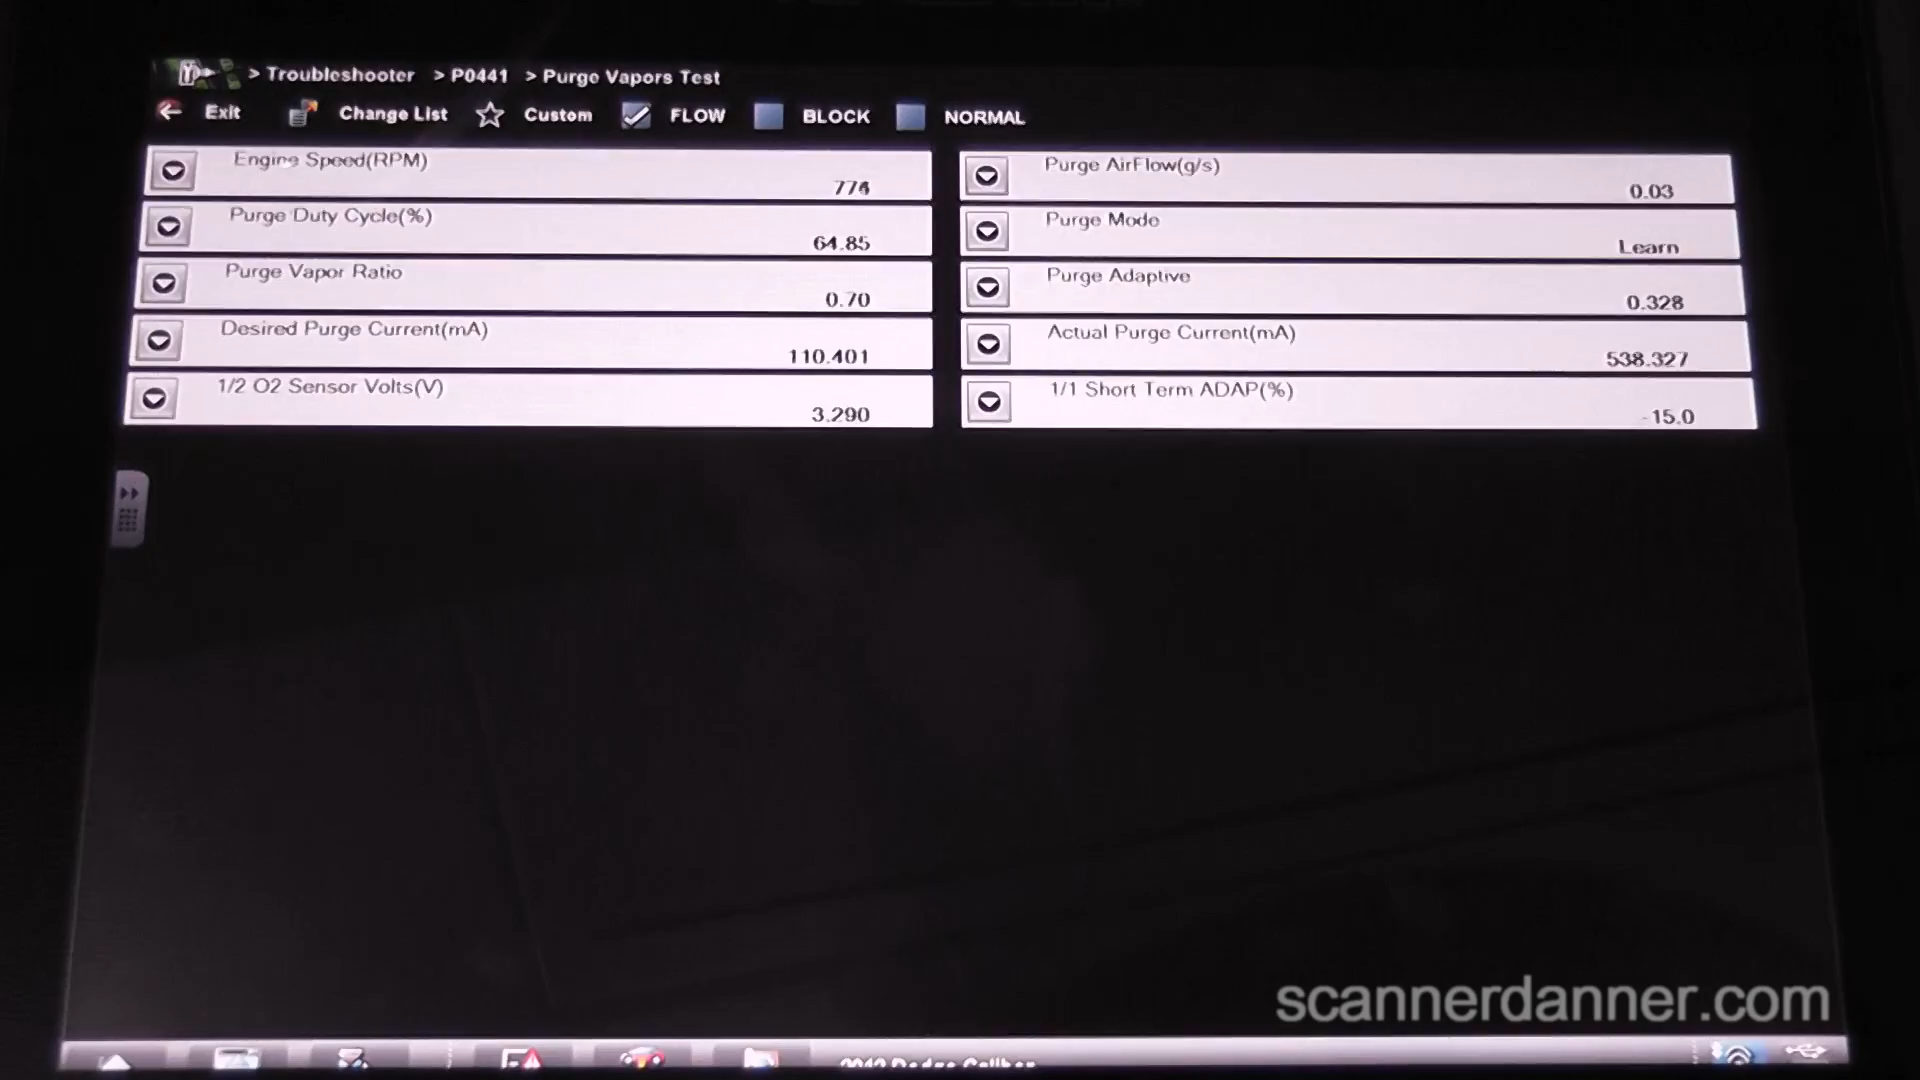 > Troubleshooter > P0441 > Purge Vapors Test
Exit Change List Custom FLOW BLOCK NORMAL
Engine Speed(RPM)
774
Purge AirFlow(g/s)
0.03
Purge Duty Cycle(%)
64.85
Purge Mode
Learn
Purge Vapor Ratio
0.70
Purge Adaptive
0.328
Desired Purge Current(mA)
110.401
Actual Purge Current(mA)
538.327
1/2 O2 Sensor Volts(V)
3.290
1/1 Short Term ADAP(%)
-15.0
scannerdanner.com
Dodge Caliber